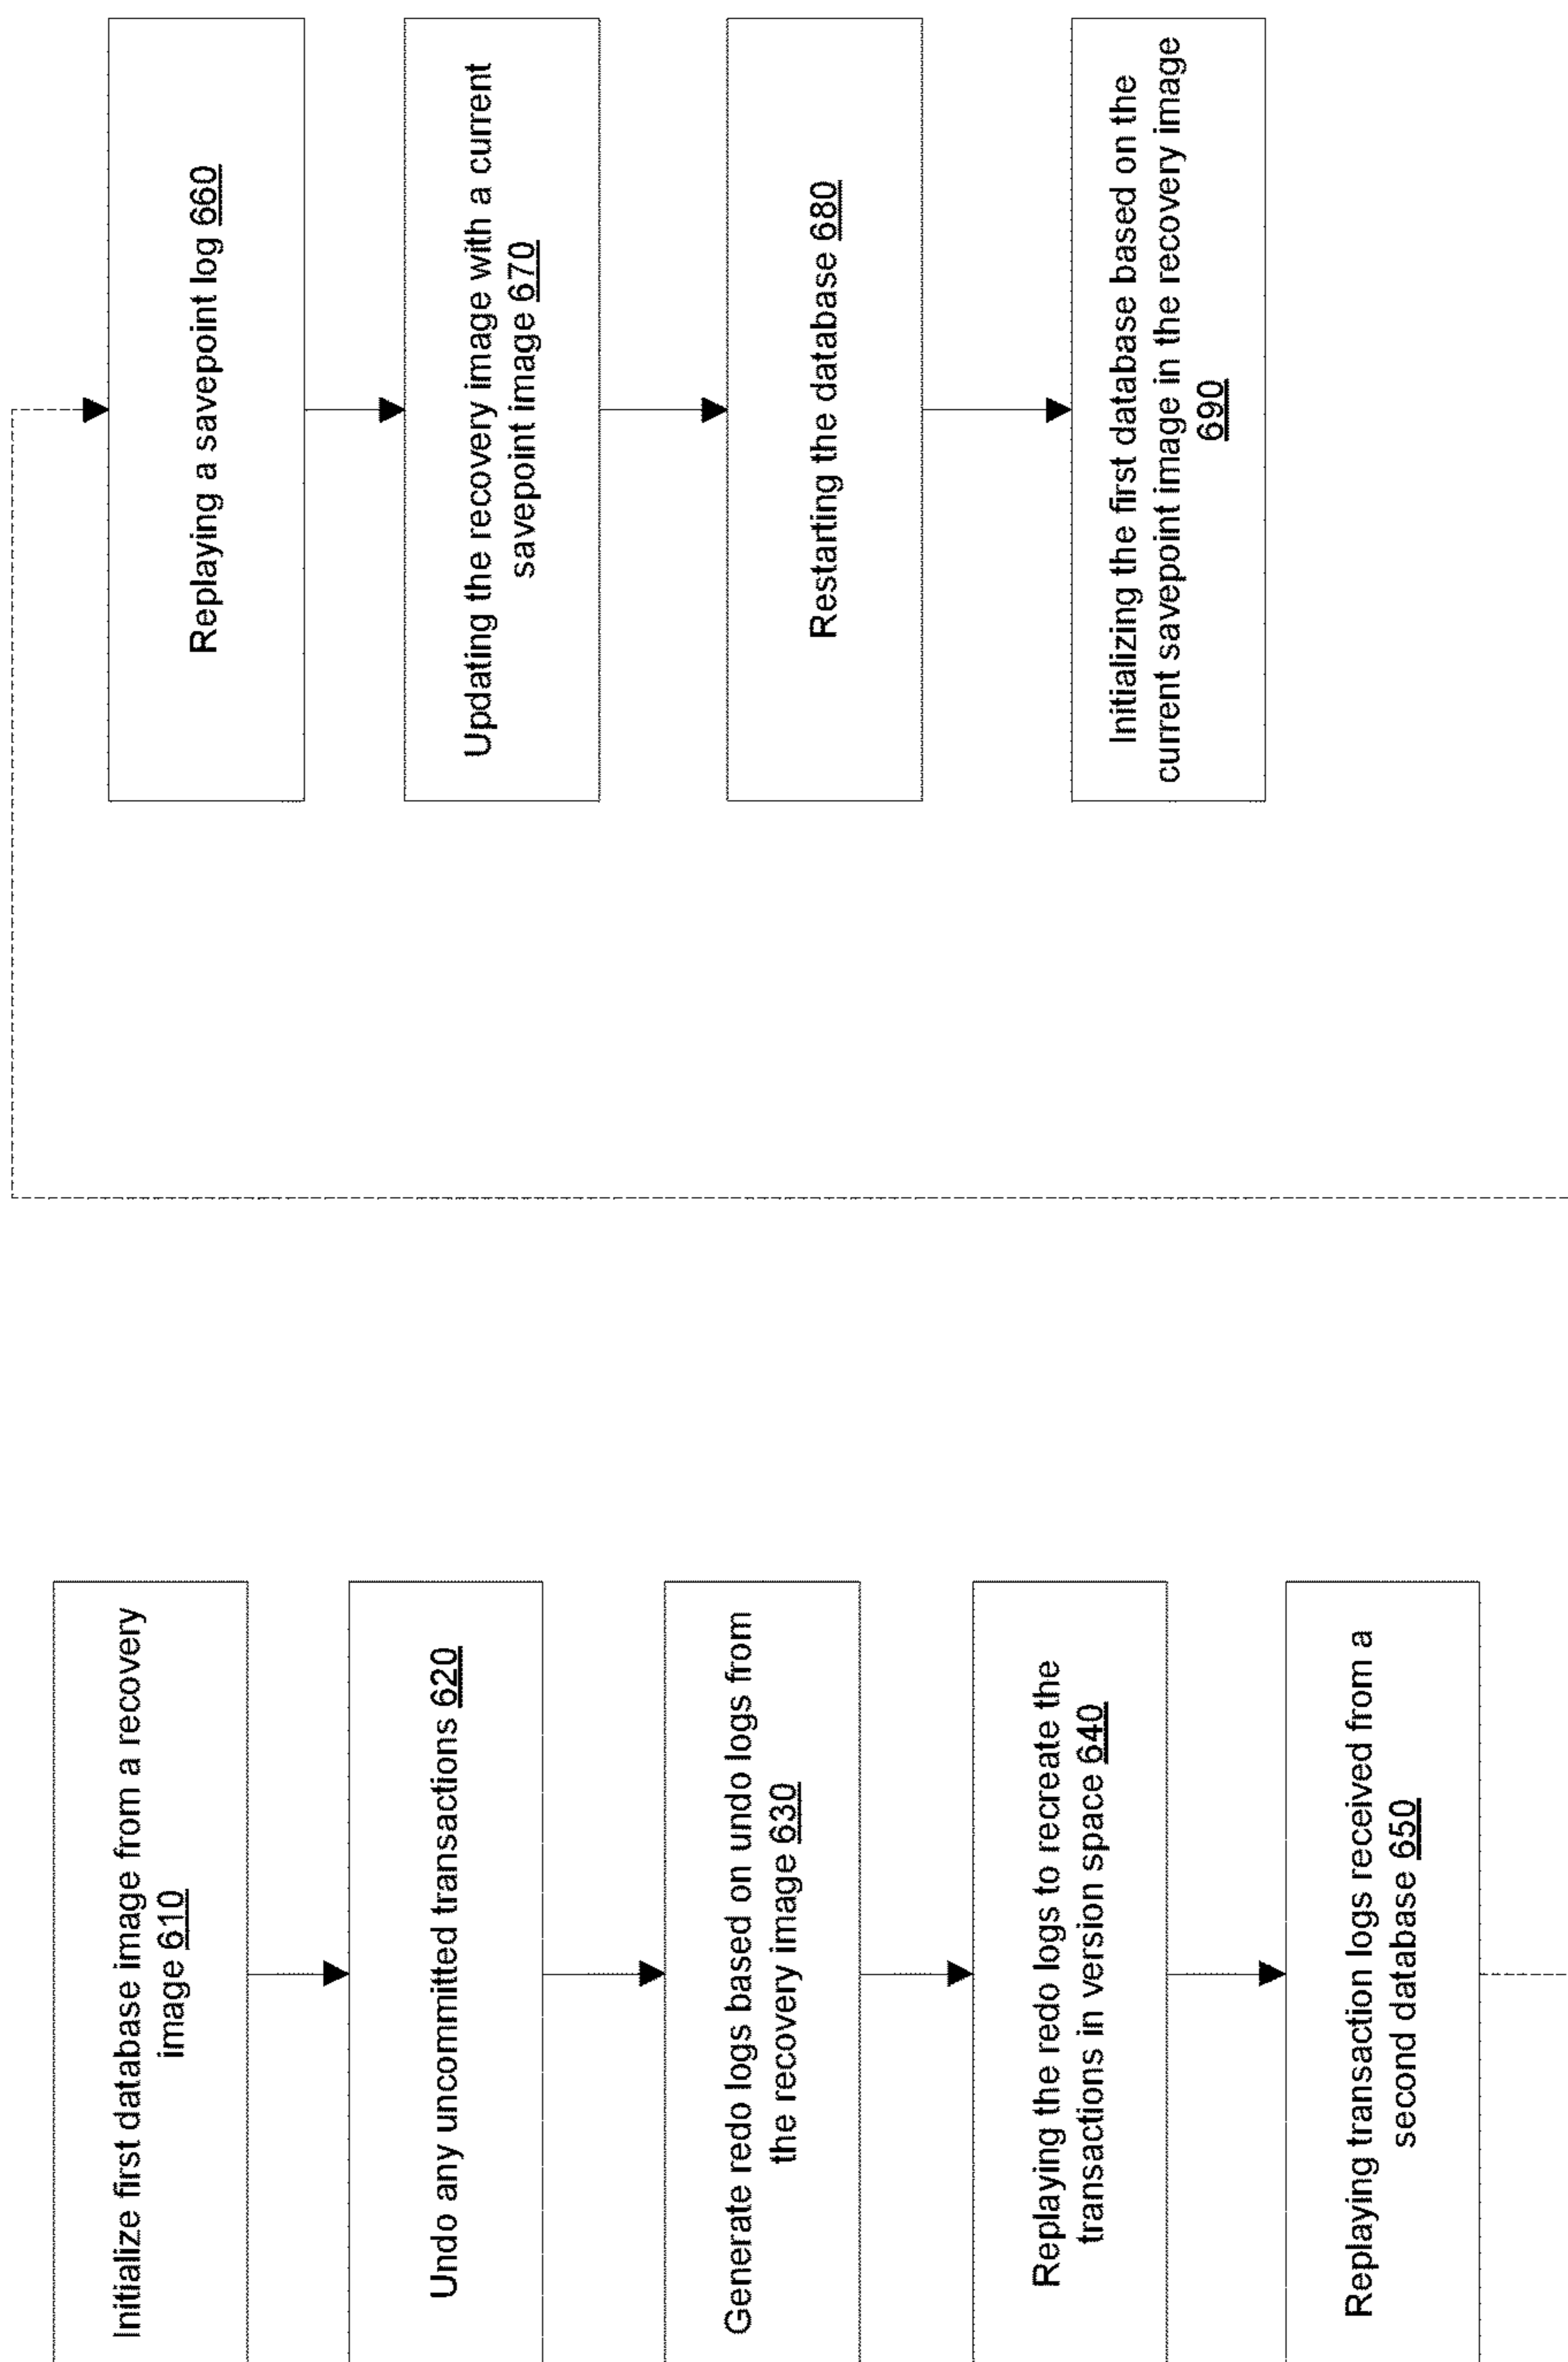 Initialize first database image from a recovery
image 610
Undo any uncommitted transactions 620
Generate redo logs based on undo logs from
the recovery image 630
Replaying the redo logs to recreate the
transactions in version space 640
Replaying transaction logs received from a
second database 650
Replaying a savepoint log 660
Updating the recovery image with a current
savepoint image 670
Restarting the database 680
Initializing the first database based on the
current savepoint image in the recovery image
690